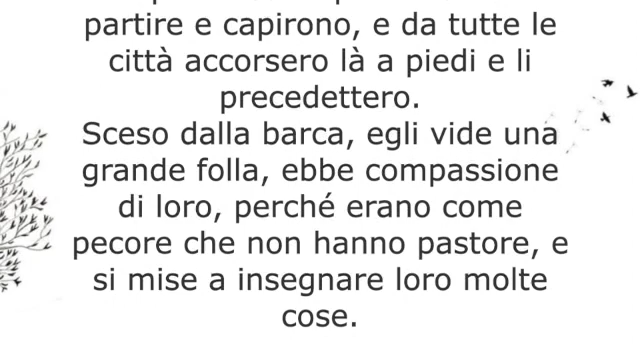 partire e capirono, e da tutte le
città accorsero là a piedi e li
precedettero.
Sceso dalla barca, egli vide una
grande folla, ebbe compassione
di loro, perché erano come
pecore che non hanno pastore, e
si mise a insegnare loro molte
cose.